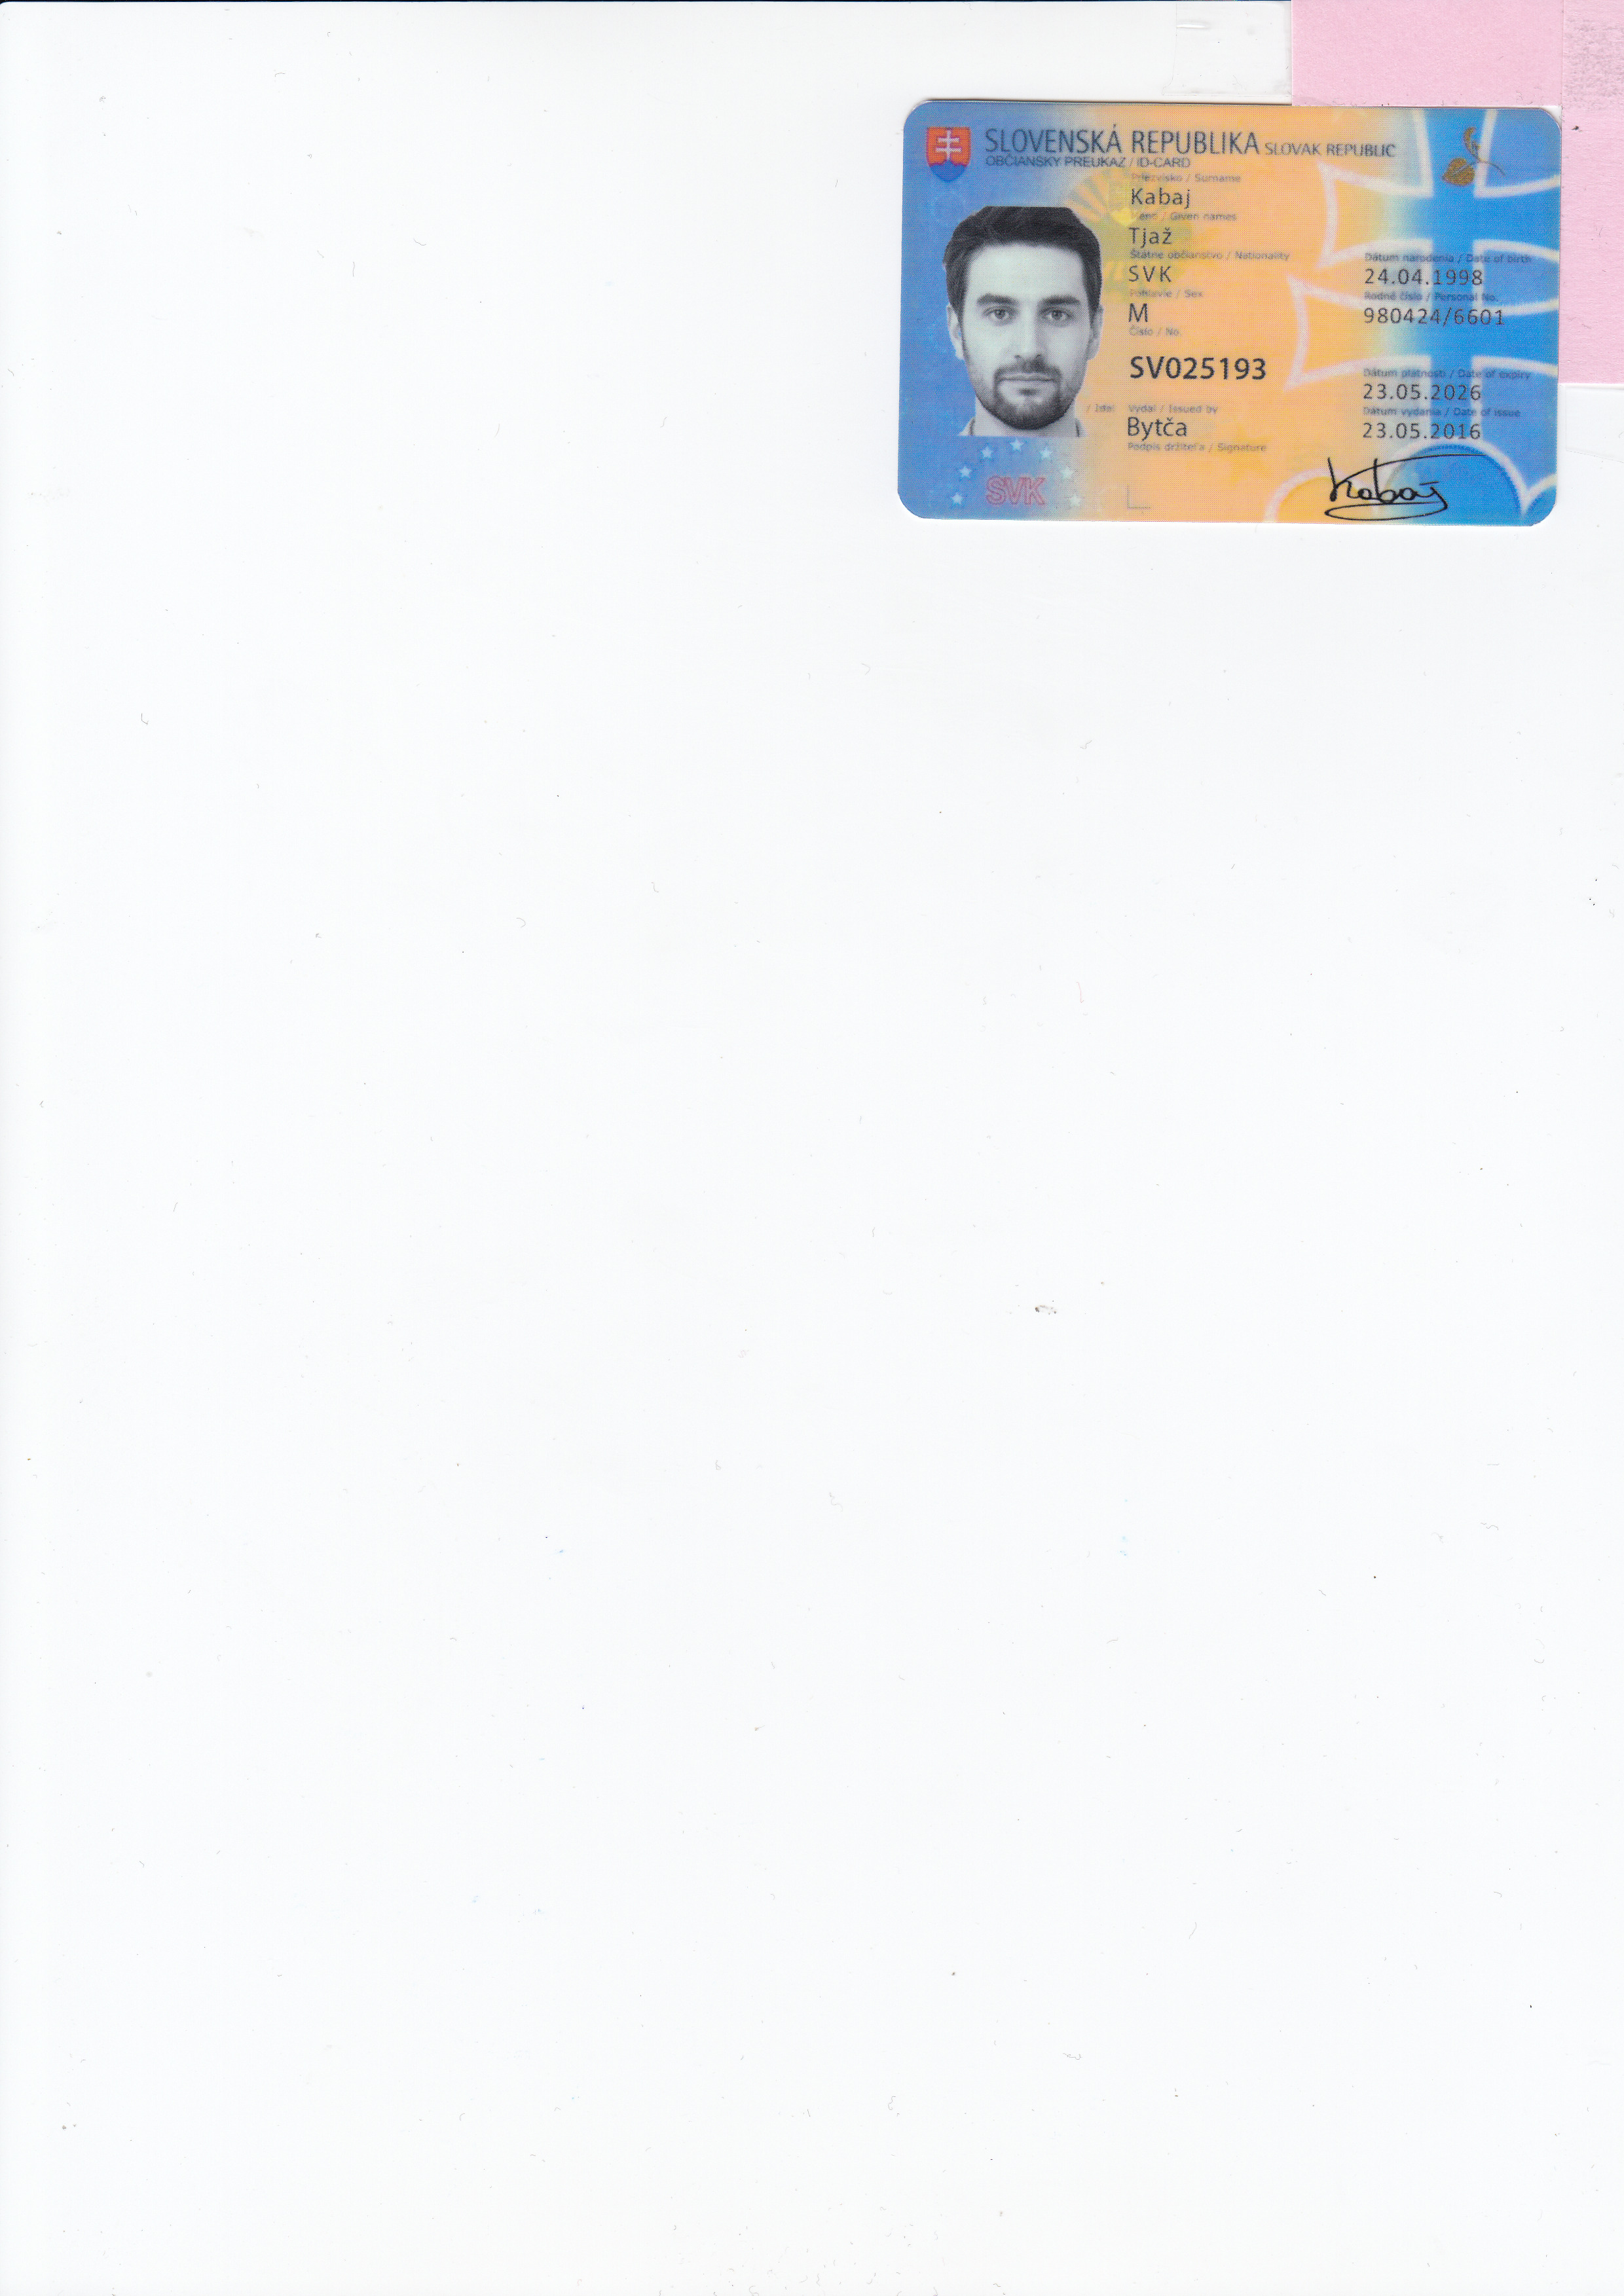 SLOVENSKÁ REPUBLIKA SLOVAK REPUBLIC
OBČIANSKY PREUKAZ / ID-CARD
Priezvisko / Surname
Kabaj
Meno / Given names
Tjaž
Štátne občianstvo / Nationality
SVK
Pohlavie / Sex
M
Číslo / No.
SV025193
Dátum narodenia / Date of birth
24.04.1998
Rodné číslo / Personal No.
980424/6601
Dátum platnosti / Date of expiry
23.05.2026
Dátum vydania / Date of issue
23.05.2016
Vydal / Issued by
Bytča
Podpis držiteľa / Signature
Kabaj
SVK